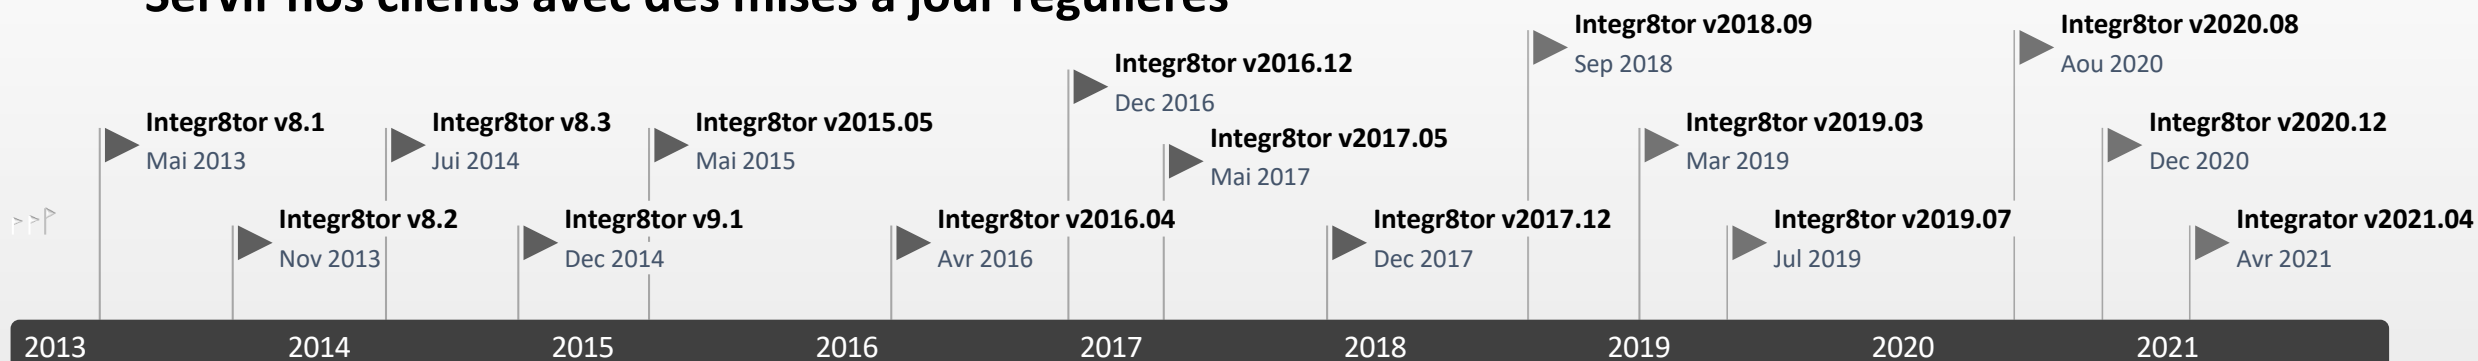 Servir nos clients avec des mises à jour régulières
Integr8tor v2018.09
Sep 2018
Integr8tor v2020.08
Aou 2020
Integr8tor v2016.12
Dec 2016
Integr8tor v8.1
Mai 2013
Integr8tor v8.3
Jui 2014
Integr8tor v2015.05
Mai 2015
Integr8tor v2017.05
Mai 2017
Integr8tor v2019.03
Mar 2019
Integr8tor v2020.12
Dec 2020
Integr8tor v8.2
Nov 2013
Integr8tor v9.1
Dec 2014
Integr8tor v2016.04
Avr 2016
Integr8tor v2017.12
Dec 2017
Integr8tor v2019.07
Jul 2019
Integrator v2021.04
Avr 2021
2013 2014 2015 2016 2017 2018 2019 2020 2021